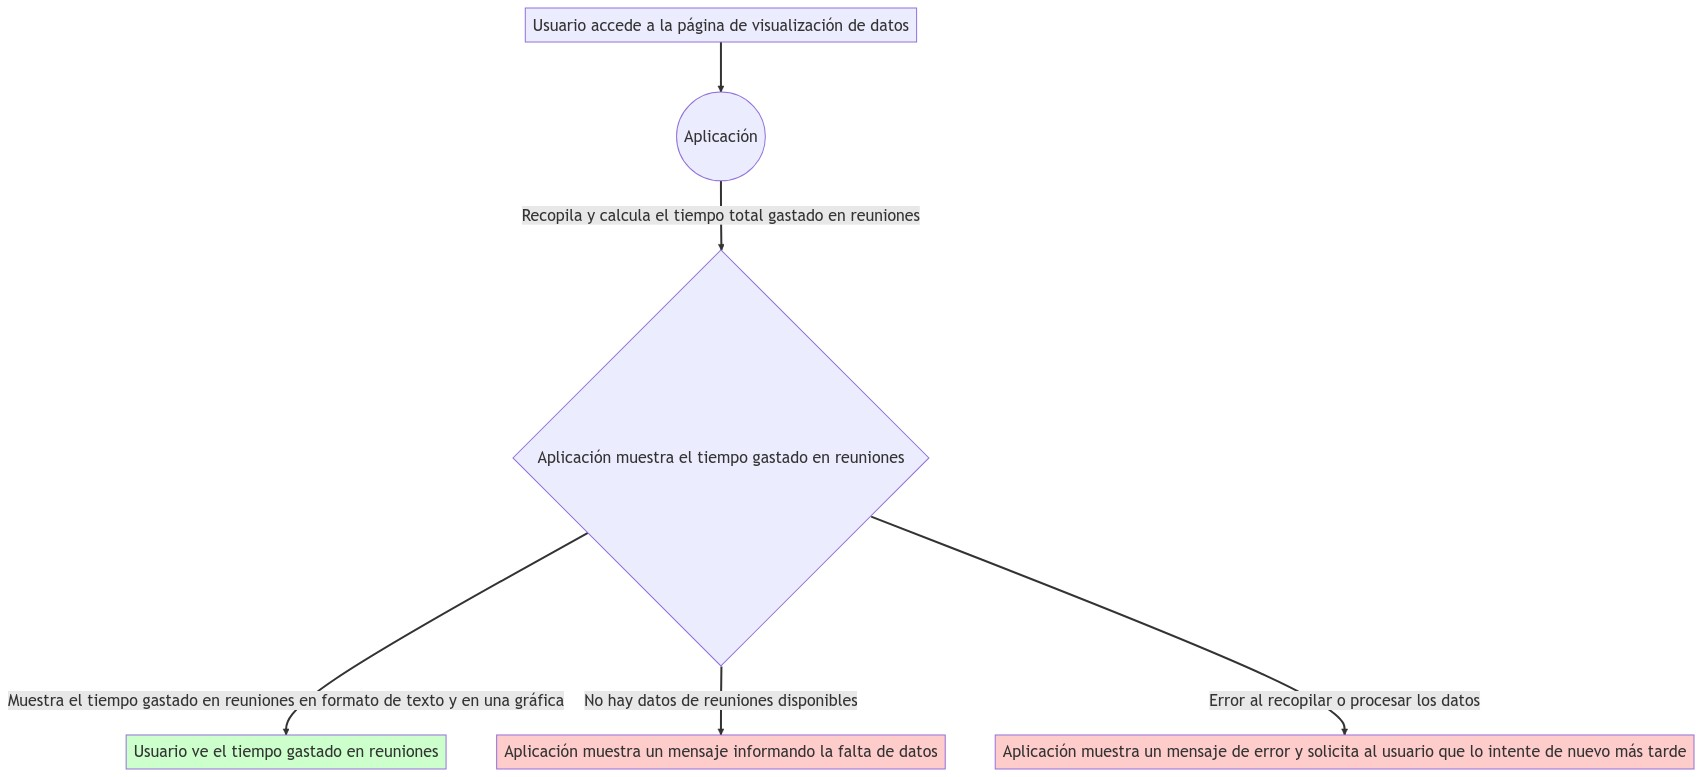 Usuario accede a la página de visualización de datos
Aplicación
Recopila y calcula el tiempo total gastado en reuniones
Aplicación muestra el tiempo gastado en reuniones
Muestra el tiempo gastado en reuniones en formato de texto y en una gráfica
No hay datos de reuniones disponibles
Error al recopilar o procesar los datos
Usuario ve el tiempo gastado en reuniones
Aplicación muestra un mensaje informando la falta de datos
Aplicación muestra un mensaje de error y solicita al usuario que lo intente de nuevo más tarde